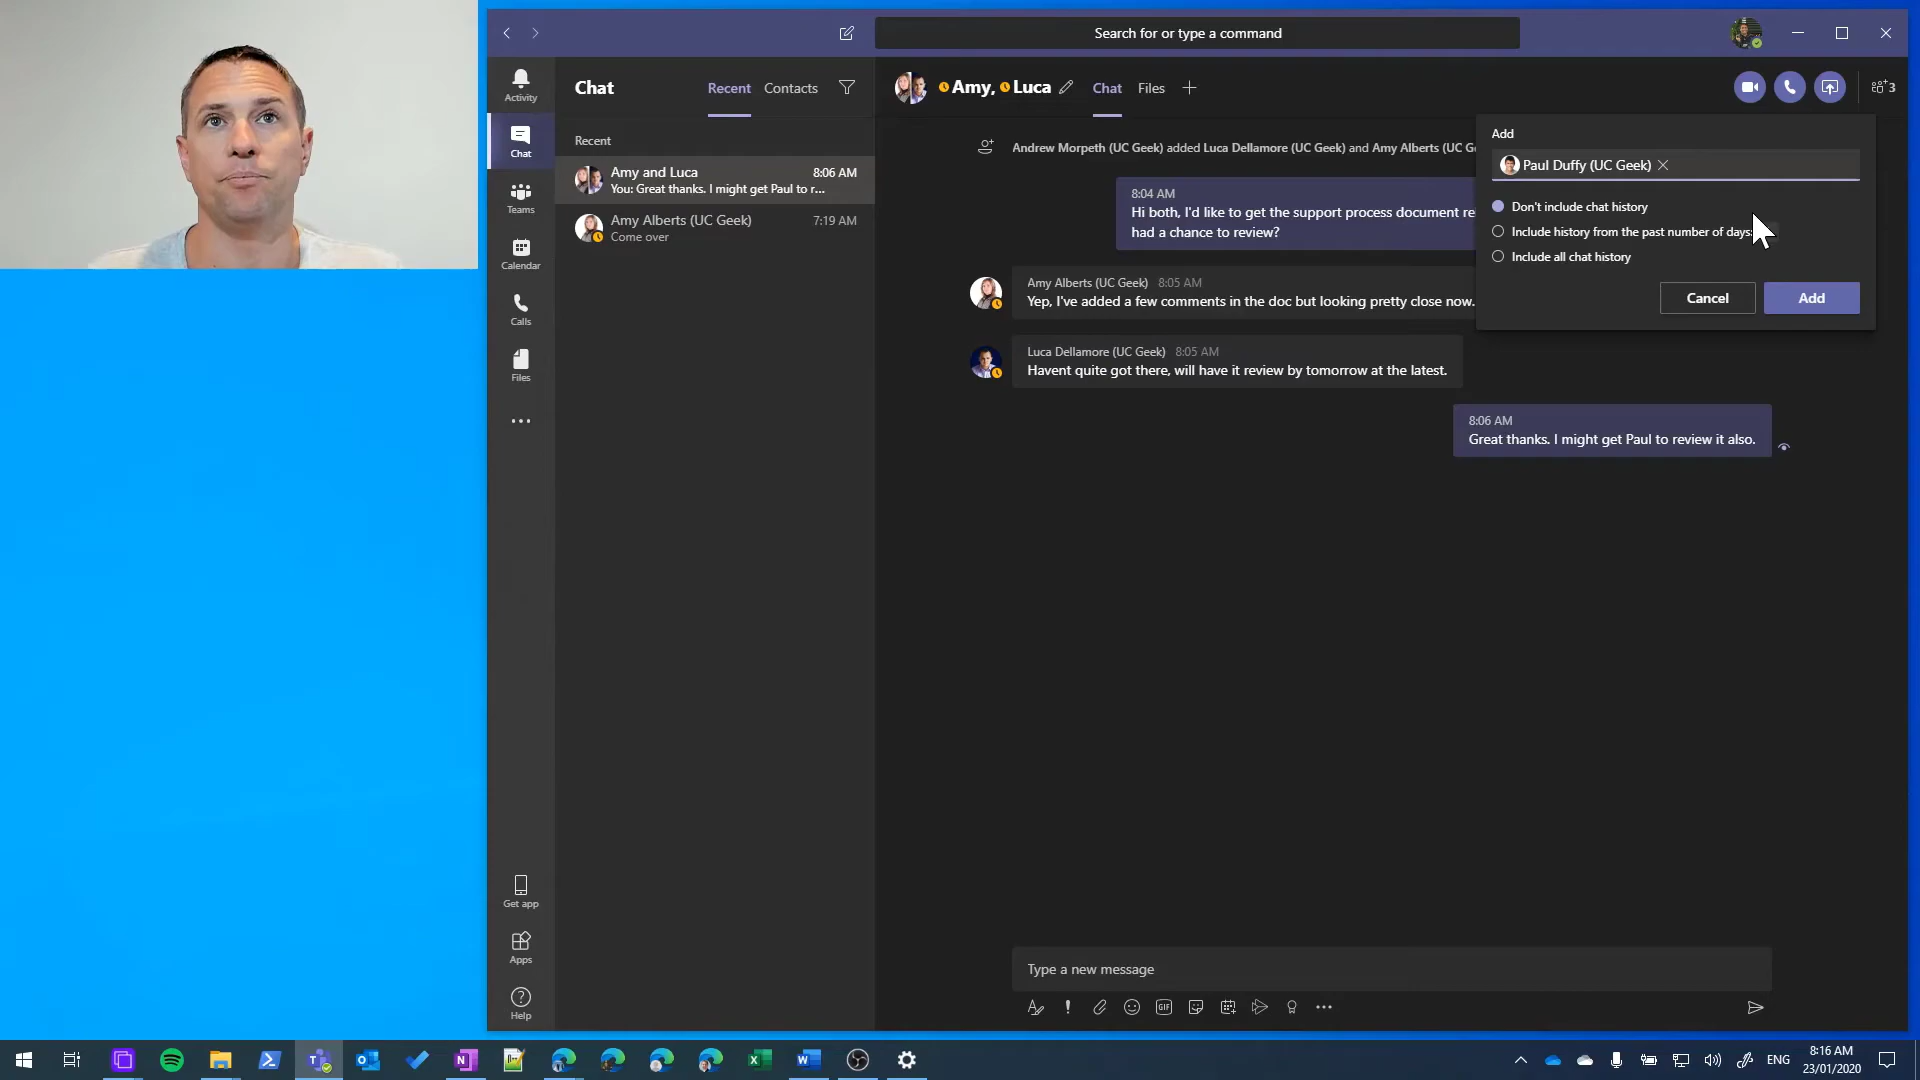 Search for or type a command
Activity
Chat
Teams
Calendar
Calls
Files
Get app
Apps
Help
Chat
Recent
Contacts
Recent
Amy and Luca
8:06 AM
You: Great thanks. I might get Paul to r...
Amy Alberts (UC Geek)
7:19 AM
Come over
Amy, Luca
Chat
Files
3
Andrew Morpeth (UC Geek) added Luca Dellamore (UC Geek) and Amy Alberts (UC Ge
8:04 AM
Hi both, I'd like to get the support process document re
had a chance to review?
Amy Alberts (UC Geek) 8:05 AM
Yep, I've added a few comments in the doc but looking pretty close now.
Luca Dellamore (UC Geek) 8:05 AM
Havent quite got there, will have it review by tomorrow at the latest.
8:06 AM
Great thanks. I might get Paul to review it also.
Add
Paul Duffy (UC Geek)
Don't include chat history
Include history from the past number of days:
Include all chat history
Cancel
Add
Type a new message
GIF
ENG
8:16 AM
23/01/2020